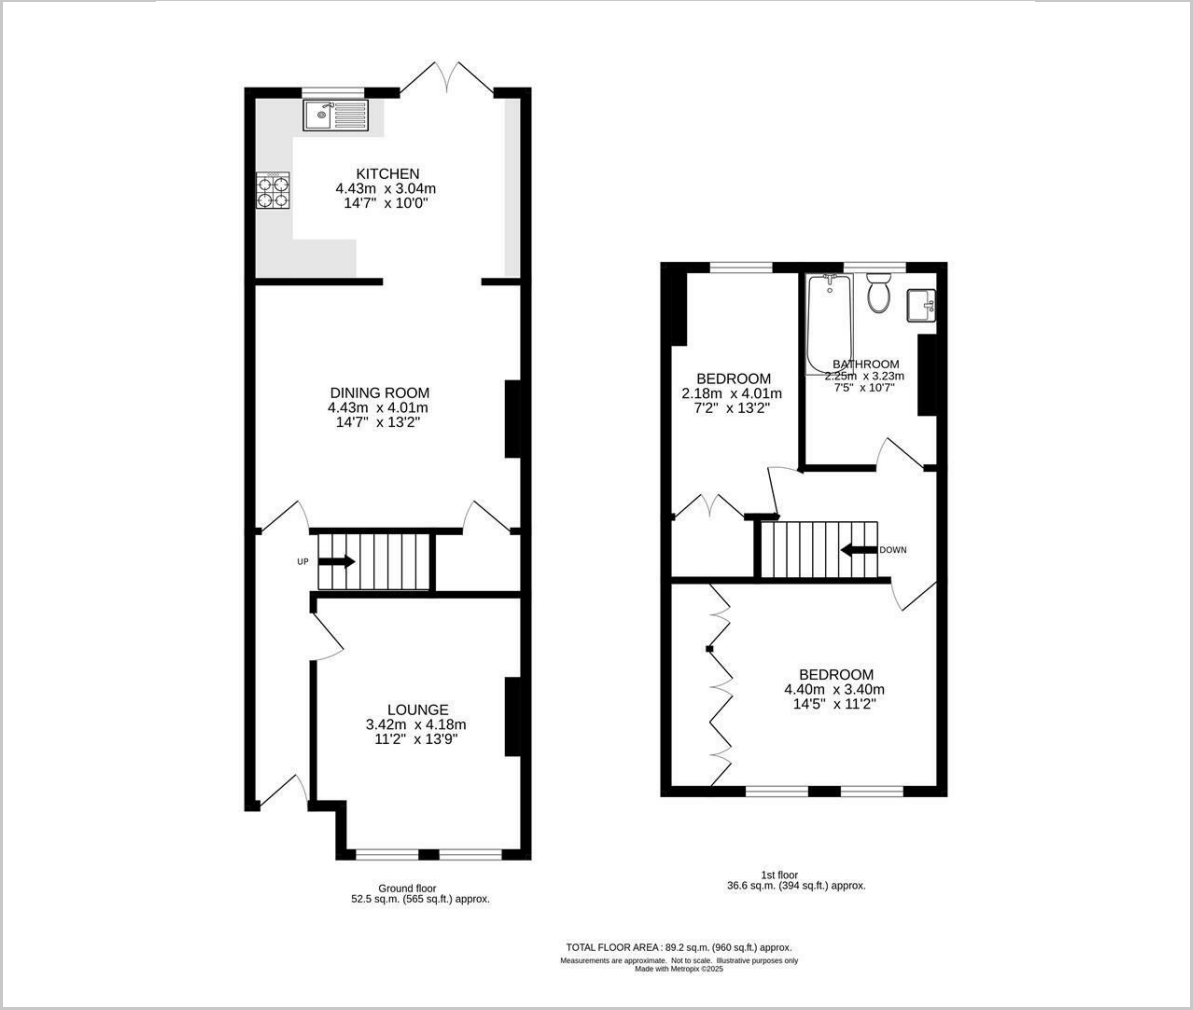 KITCHEN
4.43m x 3.04m
14'7" x 10'0"
DINING ROOM
4.43m x 4.01m
14'7" x 13'2"
UP
LOUNGE
3.42m x 4.18m
11'2" x 13'9"
Ground floor
52.5 sq.m. (565 sq.ft.) approx.
BEDROOM
2.18m x 4.01m
7'2" x 13'2"
BATHROOM
2.25m x 3.23m
7'5" x 10'7"
DOWN
BEDROOM
4.40m x 3.40m
14'5" x 11'2"
1st floor
36.6 sq.m. (394 sq.ft.) approx.
TOTAL FLOOR AREA : 89.2 sq.m. (960 sq.ft.) approx.
Measurements are approximate. Not to scale. Illustrative purposes only
Made with Metropix ©2025